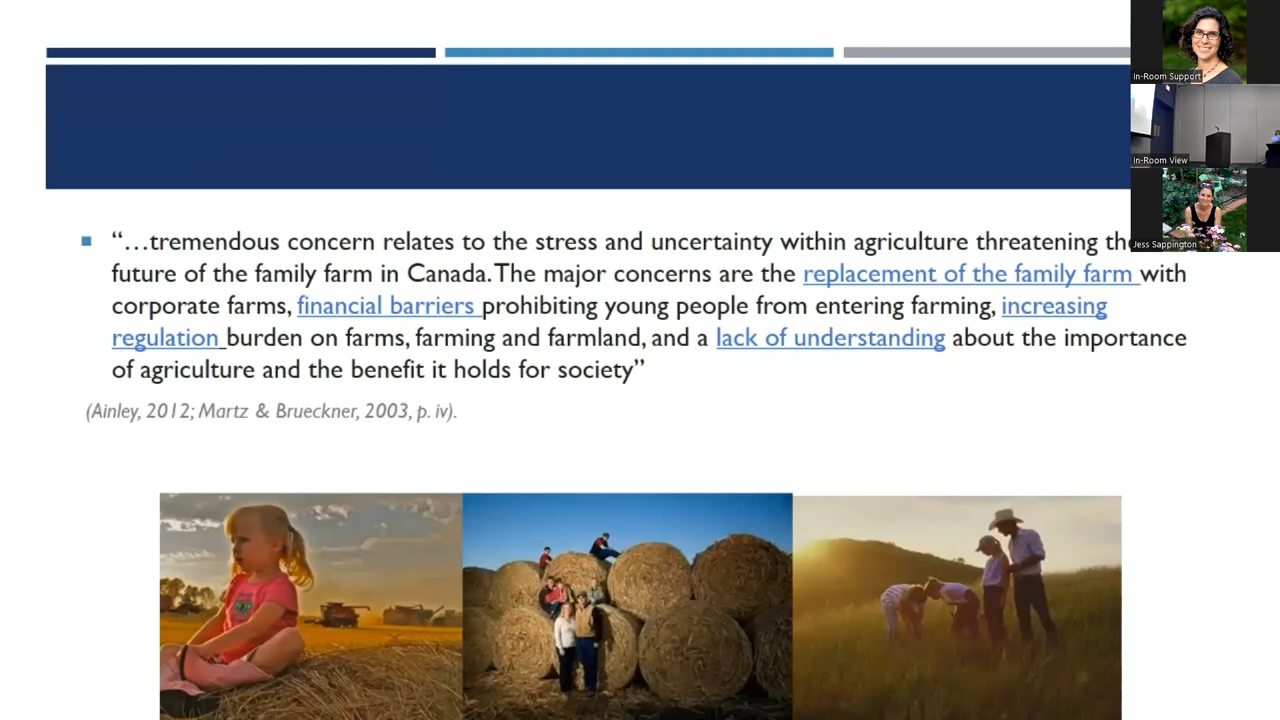 In-Room Support
In-Room View
Jess Sappington
“…tremendous concern relates to the stress and uncertainty within agriculture threatening the
future of the family farm in Canada. The major concerns are the replacement of the family farm with
corporate farms, financial barriers prohibiting young people from entering farming, increasing
regulation burden on farms, farming and farmland, and a lack of understanding about the importance
of agriculture and the benefit it holds for society”
(Ainley, 2012; Martz & Brueckner, 2003, p. iv).